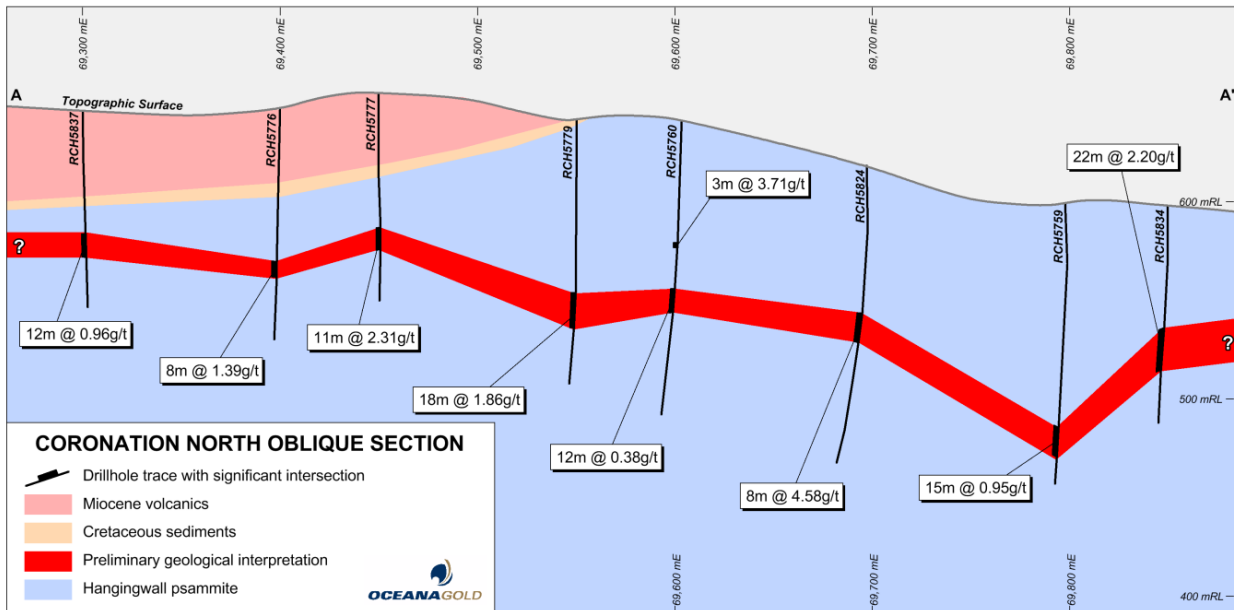 69,300 mE
69,400 mE
69,500 mE
69,600 mE
69,700 mE
69,800 mE
A
Topographic Surface
A'
RCH5837
RCH5776
RCH5777
RCH5779
RCH5760
RCH5824
RCH5759
RCH5834
22m @ 2.20g/t
3m @ 3.71g/t
600 mRL
?
12m @ 0.96g/t
8m @ 1.39g/t
11m @ 2.31g/t
?
18m @ 1.86g/t
500 mRL
12m @ 0.38g/t
8m @ 4.58g/t
15m @ 0.95g/t
CORONATION NORTH OBLIQUE SECTION
Drillhole trace with significant intersection
Miocene volcanics
Cretaceous sediments
Preliminary geological interpretation
Hangingwall psammite
OCEANAGOLD
69,600 mE
69,700 mE
69,800 mE
400 mRL